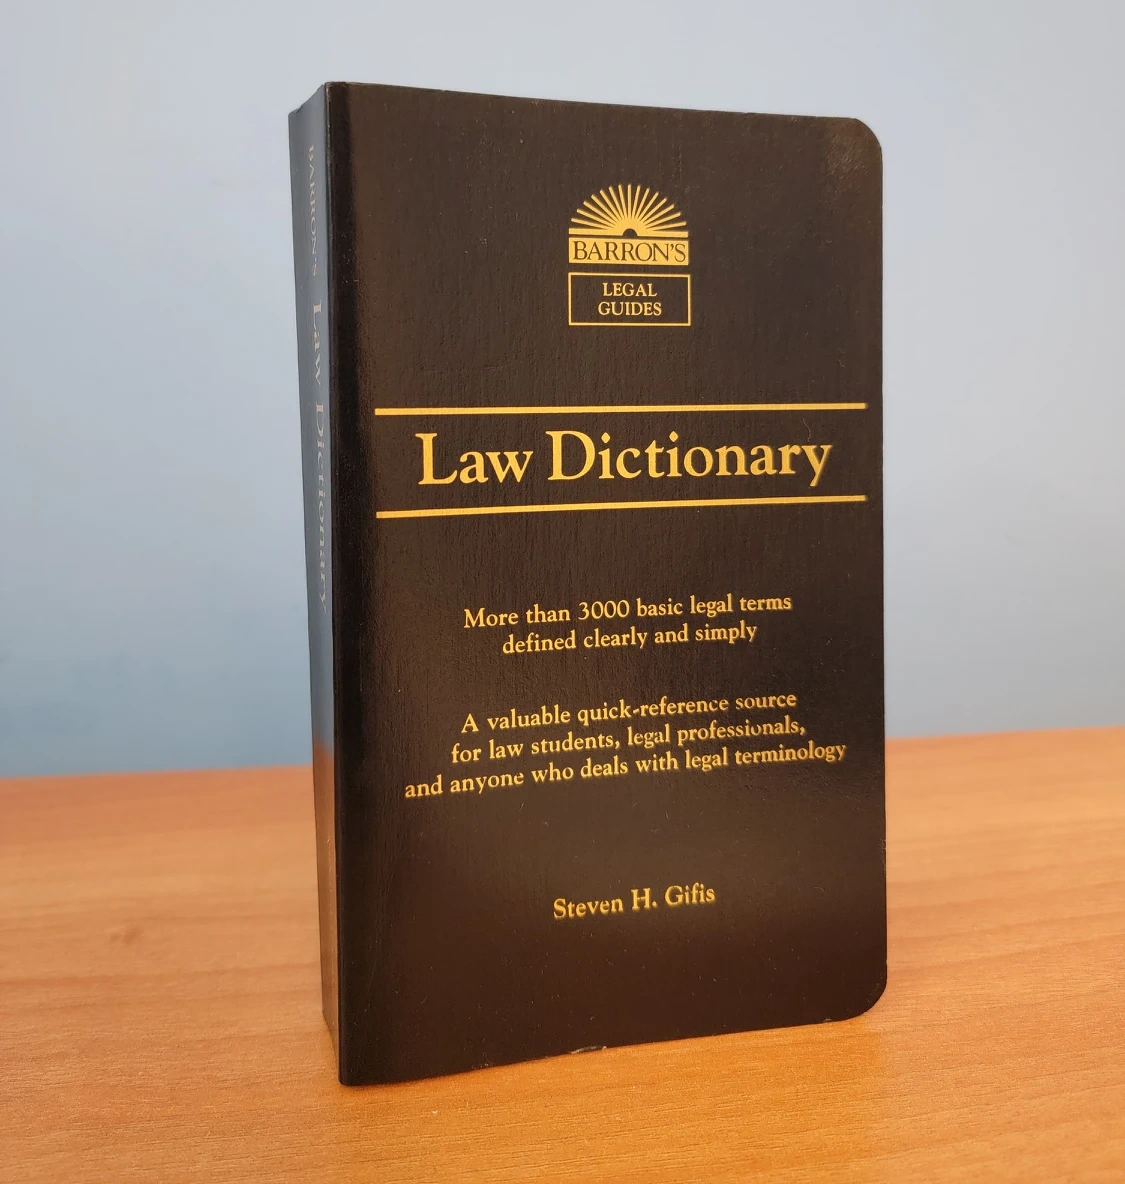 BARRON'S Law Dictionary
BARRON'S
LEGAL
GUIDES
Law Dictionary
More than 3000 basic legal terms
defined clearly and simply
A valuable quick-reference source
for law students, legal professionals,
and anyone who deals with legal terminology
Steven H. Gifis